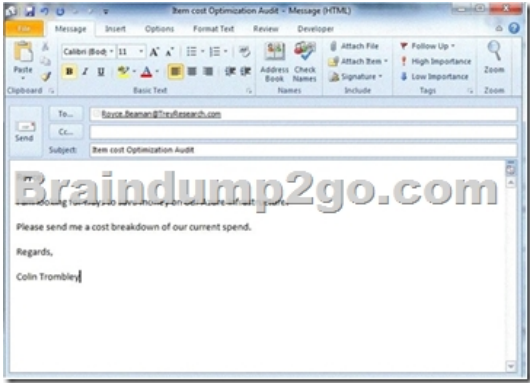 Item cost Optimization Audit - Message (HTML)
File Message Insert Options Format Text Review Developer
Calibri (Body) 11
Paste
B I U
Address Book
Check Names
Attach File
Attach Item
Signature
Follow Up
High Importance
Low Importance
Zoom
Clipboard Basic Text Names Include Tags Zoom
Send
To... Royce.Beaman@TreyResearch.com
Cc...
Subject: Item cost Optimization Audit
Braindump2go.com
Please send me a cost breakdown of our current spend.
Regards,
Colin Trombley